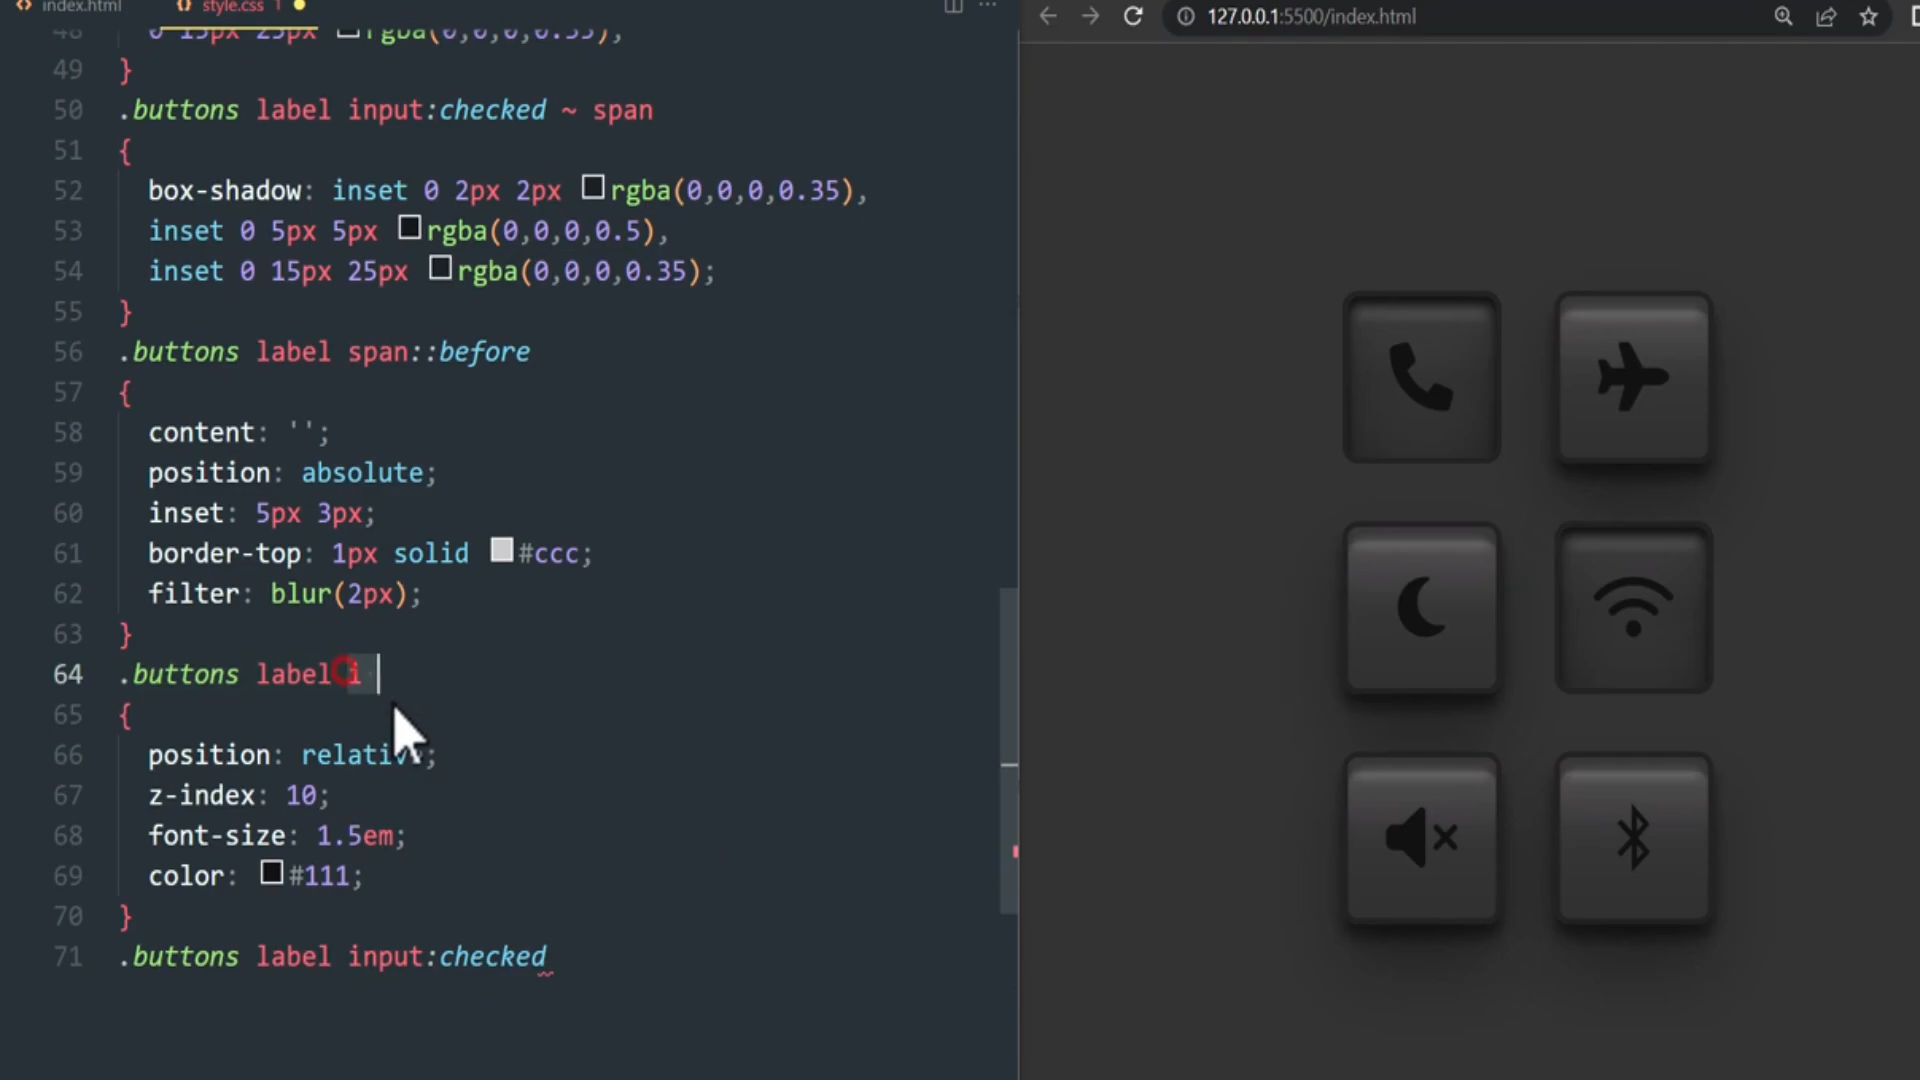 index.html
style.css 1
127.0.0.1:5500/index.html
48 0 15px 25px rgba(0,0,0,0.35),
49 }
50 .buttons label input:checked ~ span
51 {
52 box-shadow: inset 0 2px 2px rgba(0,0,0,0.35),
53 inset 0 5px 5px rgba(0,0,0,0.5),
54 inset 0 15px 25px rgba(0,0,0,0.35);
55 }
56 .buttons label span::before
57 {
58 content: '';
59 position: absolute;
60 inset: 5px 3px;
61 border-top: 1px solid #ccc;
62 filter: blur(2px);
63 }
64 .buttons label i
65 {
66 position: relative;
67 z-index: 10;
68 font-size: 1.5em;
69 color: #111;
70 }
71 .buttons label input:checked